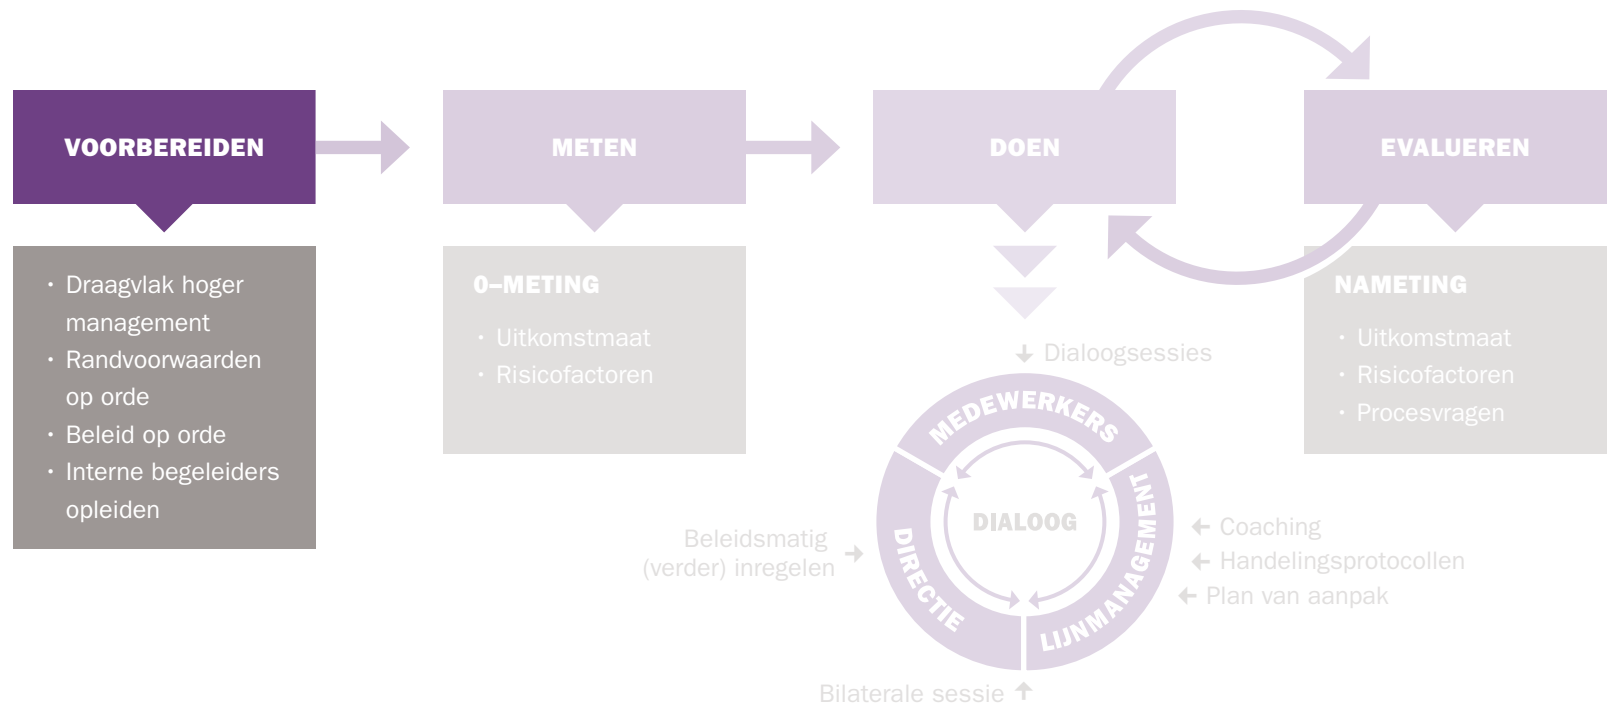 VOORBEREIDEN
METEN
DOEN
EVALUEREN
· Draagvlak hoger
management
· Randvoorwaarden
op orde
· Beleid op orde
· Interne begeleiders
opleiden
0–METING
· Uitkomstmaat
· Risicofactoren
NAMETING
· Uitkomstmaat
· Risicofactoren
· Procesvragen
Dialoogsessies
MEDEWERKERS
LIJNMANAGEMENT
DIRECTIE
DIALOOG
Beleidsmatig
(verder) inregelen
Coaching
Handelingsprotocollen
Plan van aanpak
Bilaterale sessie